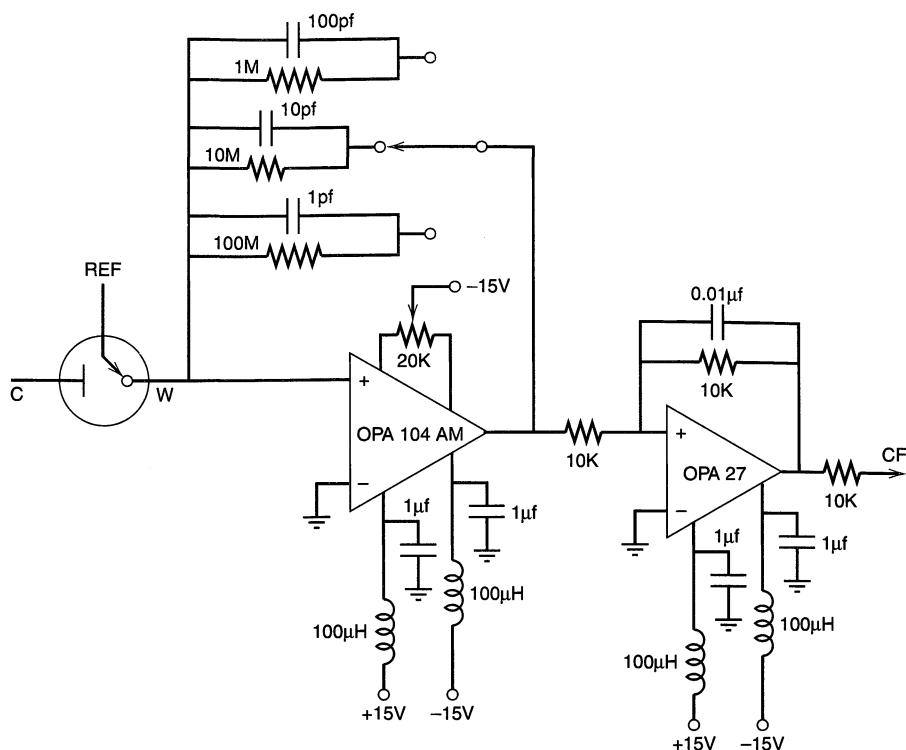 100pf
1M
10pf
10M
1pf
100M
REF
–15V
20K
0.01µf
10K
C
W
+
OPA 104 AM
–
10K
+
OPA 27
–
10K
CF
1µf
1µf
1µf
1µf
100µH
100µH
100µH
100µH
+15V
–15V
+15V
–15V